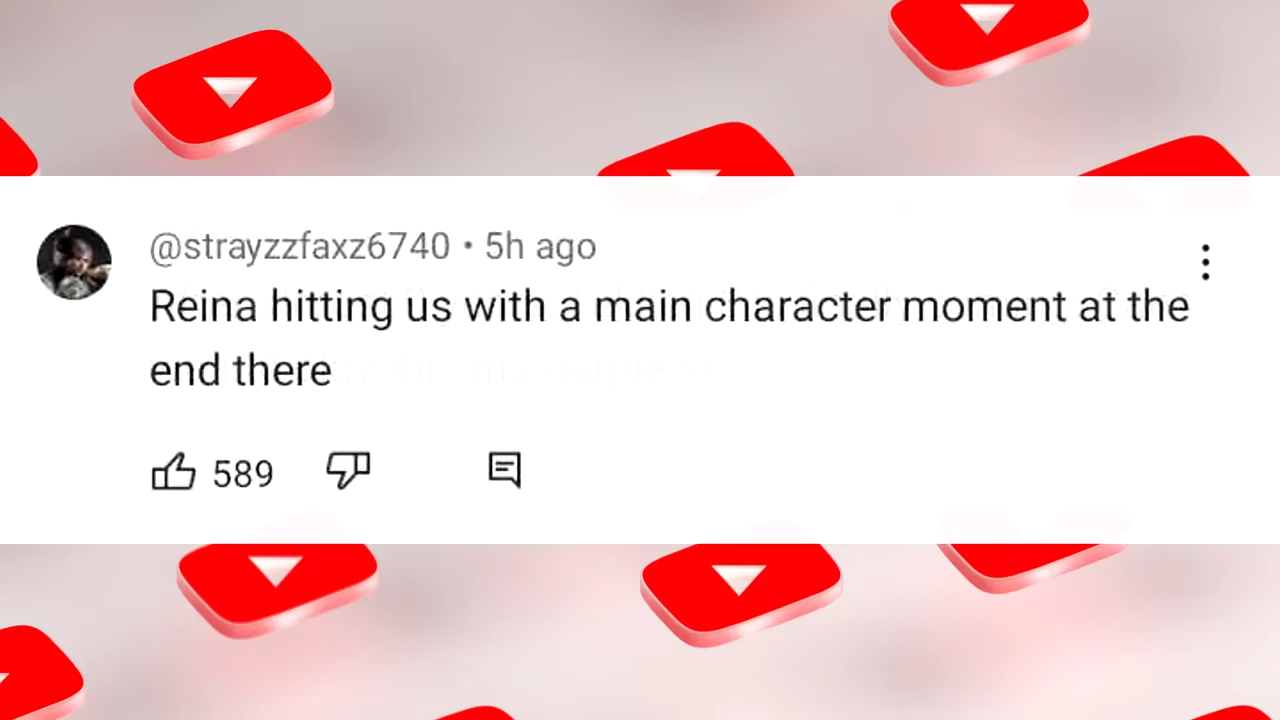 @strayzzfaxz6740 • 5h ago
Reina hitting us with a main character moment at the
end there
589